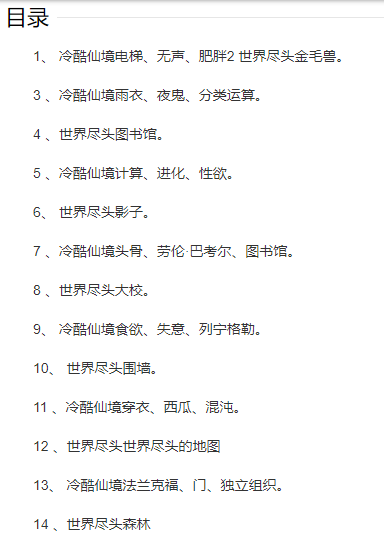 目录
1、 冷酷仙境电梯、无声、肥胖2 世界尽头金毛兽。
3 、冷酷仙境雨衣、夜鬼、分类运算。
4 、世界尽头图书馆。
5 、冷酷仙境计算、进化、性欲。
6、 世界尽头影子。
7 、冷酷仙境头骨、劳伦·巴考尔、图书馆。
8 、世界尽头大校。
9、 冷酷仙境食欲、失意、列宁格勒。
10、 世界尽头围墙。
11 、冷酷仙境穿衣、西瓜、混沌。
12 、世界尽头世界尽头的地图
13、 冷酷仙境法兰克福、门、独立组织。
14 、世界尽头森林